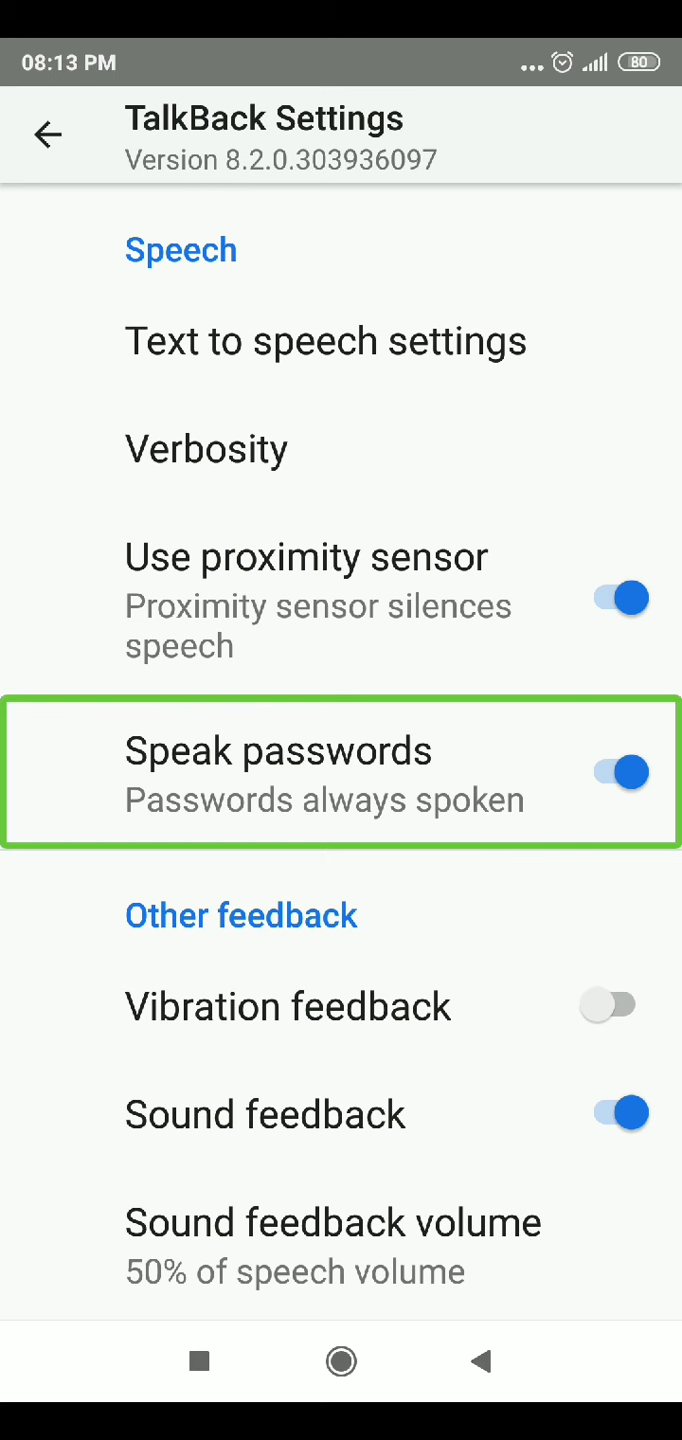 08:13 PM
80
TalkBack Settings
Version 8.2.0.303936097
Speech
Text to speech settings
Verbosity
Use proximity sensor
Proximity sensor silences
speech
Speak passwords
Passwords always spoken
Other feedback
Vibration feedback
Sound feedback
Sound feedback volume
50% of speech volume